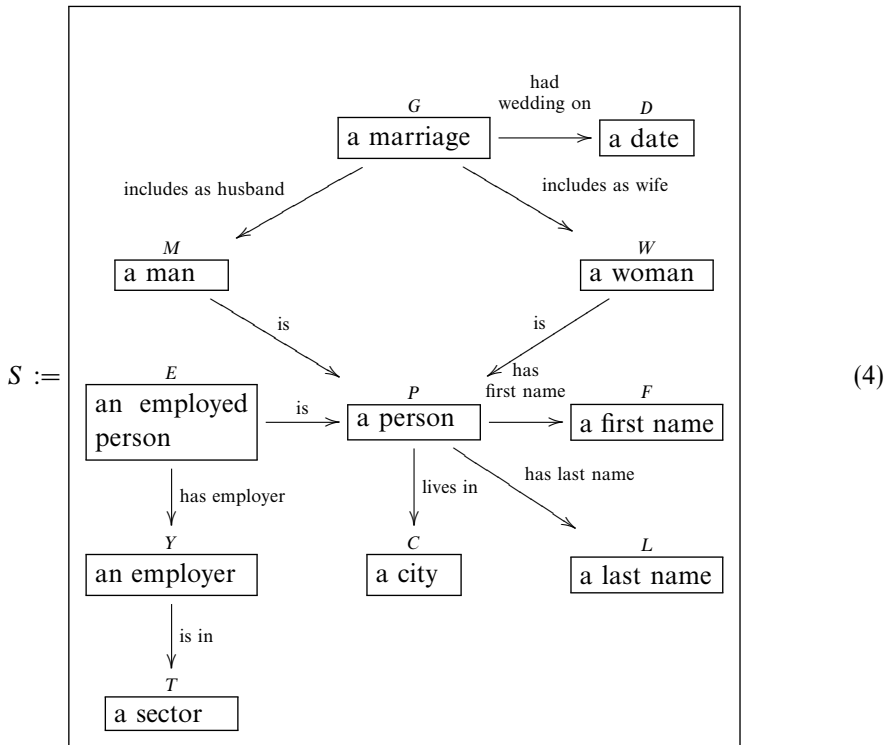 had
wedding on
G
D
a marriage
a date
includes as husband
includes as wife
M
W
a man
a woman
is
is
S :=
(4)
E
P
has
first name
F
an employed
person
is
a person
a first name
has employer
lives in
has last name
Y
C
L
an employer
a city
a last name
is in
T
a sector